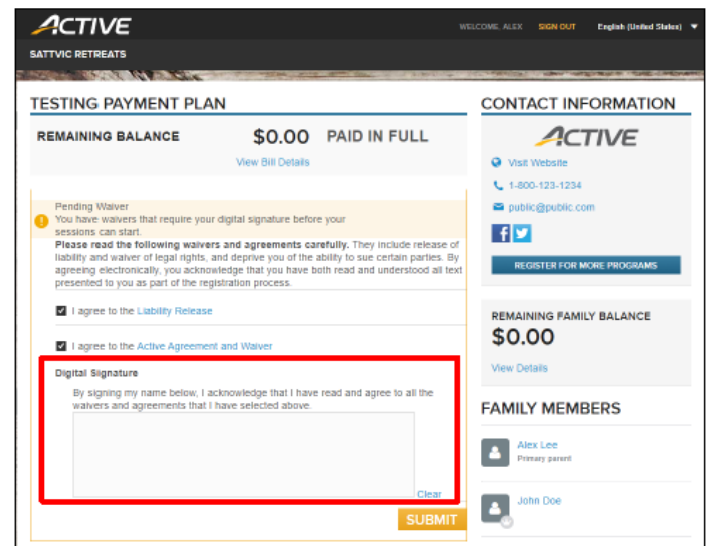 ACTIVE
WELCOME, ALEX SIGN OUT English (United States)
SATTVIC RETREATS
TESTING PAYMENT PLAN
REMAINING BALANCE $0.00 PAID IN FULL
View Bill Details
Pending Waiver
You have waivers that require your digital signature before your
sessions can start.
Please read the following waivers and agreements carefully. They include release of
liability and waiver of legal rights, and deprive you of the ability to sue certain parties. By
agreeing electronically, you acknowledge that you have both read and understood all text
presented to you as part of the registration process.
I agree to the Liability Release
I agree to the Active Agreement and Waiver
Digital Signature
By signing my name below, I acknowledge that I have read and agree to all the
waivers and agreements that I have selected above.
Clear
SUBMIT
CONTACT INFORMATION
ACTIVE
Visit Website
1-800-123-1234
public@public.com
REGISTER FOR MORE PROGRAMS
REMAINING FAMILY BALANCE
$0.00
View Details
FAMILY MEMBERS
Alex Lee
Primary parent
John Doe